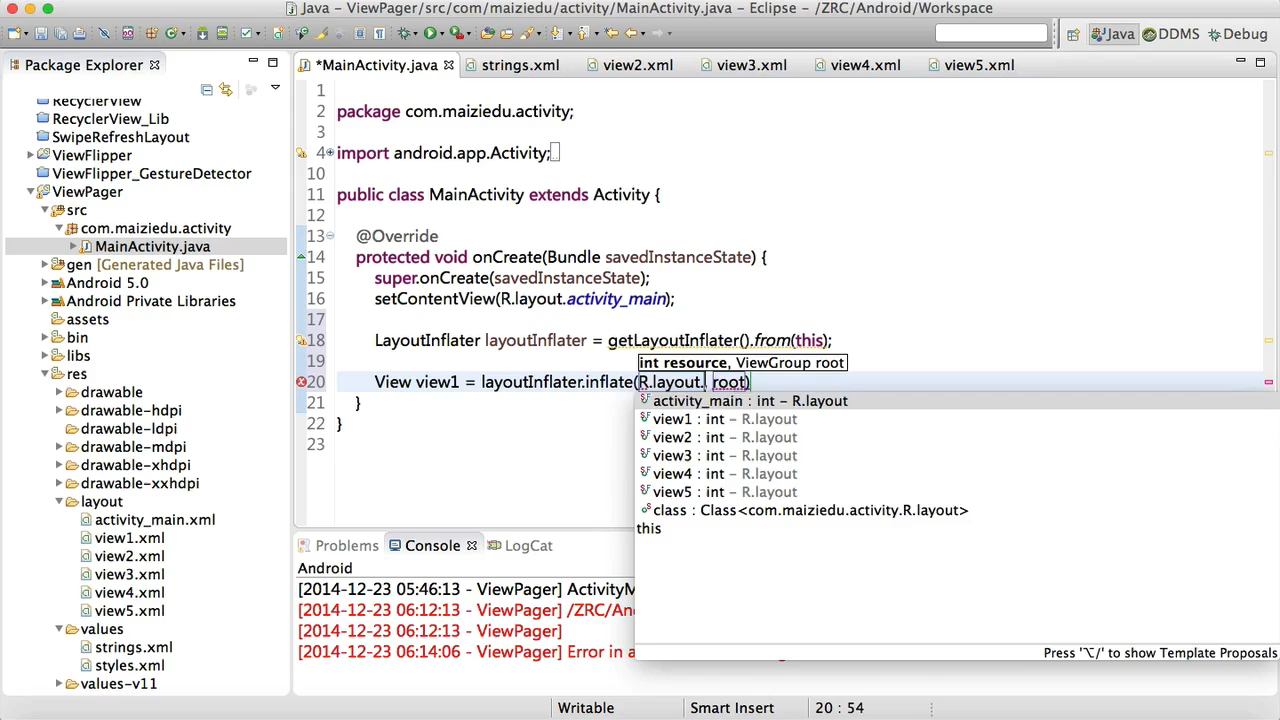 Java – ViewPager/src/com/maiziedu/activity/MainActivity.java – Eclipse – /ZRC/Android/Workspace
Java DDMS Debug
Package Explorer
*MainActivity.java strings.xml view2.xml view3.xml view4.xml view5.xml
RecyclerView
RecyclerView_Lib
SwipeRefreshLayout
ViewFlipper
ViewFlipper_GestureDetector
ViewPager
src
com.maiziedu.activity
MainActivity.java
gen [Generated Java Files]
Android 5.0
Android Private Libraries
assets
bin
libs
res
drawable
drawable-hdpi
drawable-ldpi
drawable-mdpi
drawable-xhdpi
drawable-xxhdpi
layout
activity_main.xml
view1.xml
view2.xml
view3.xml
view4.xml
view5.xml
values
strings.xml
styles.xml
values-v11
1
2 package com.maiziedu.activity;
3
4 import android.app.Activity;
10
11 public class MainActivity extends Activity {
12
13 @Override
14 protected void onCreate(Bundle savedInstanceState) {
15 super.onCreate(savedInstanceState);
16 setContentView(R.layout.activity_main);
17
18 LayoutInflater layoutInflater = getLayoutInflater().from(this);
19
int resource, ViewGroup root
20 View view1 = layoutInflater.inflate(R.layout., root)
21 }
22 }
23
activity_main : int – R.layout
view1 : int – R.layout
view2 : int – R.layout
view3 : int – R.layout
view4 : int – R.layout
view5 : int – R.layout
class : Class<com.maiziedu.activity.R.layout>
this
Press '⌥/' to show Template Proposals
Problems Console LogCat
Android
[2014-12-23 05:46:13 - ViewPager] ActivityM
[2014-12-23 06:12:13 - ViewPager] /ZRC/An
[2014-12-23 06:12:13 - ViewPager]
[2014-12-23 06:14:06 - ViewPager] Error in a
Writable Smart Insert 20 : 54